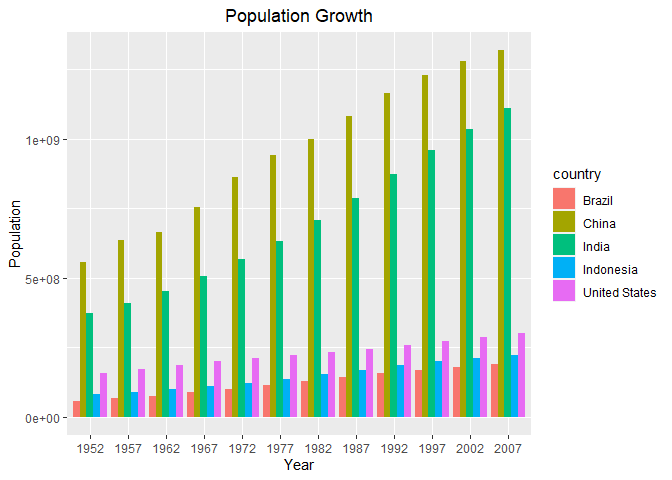 Population Growth
Population
1e+09
5e+08
0e+00
1952 1957 1962 1967 1972 1977 1982 1987 1992 1997 2002 2007
Year
country
Brazil
China
India
Indonesia
United States